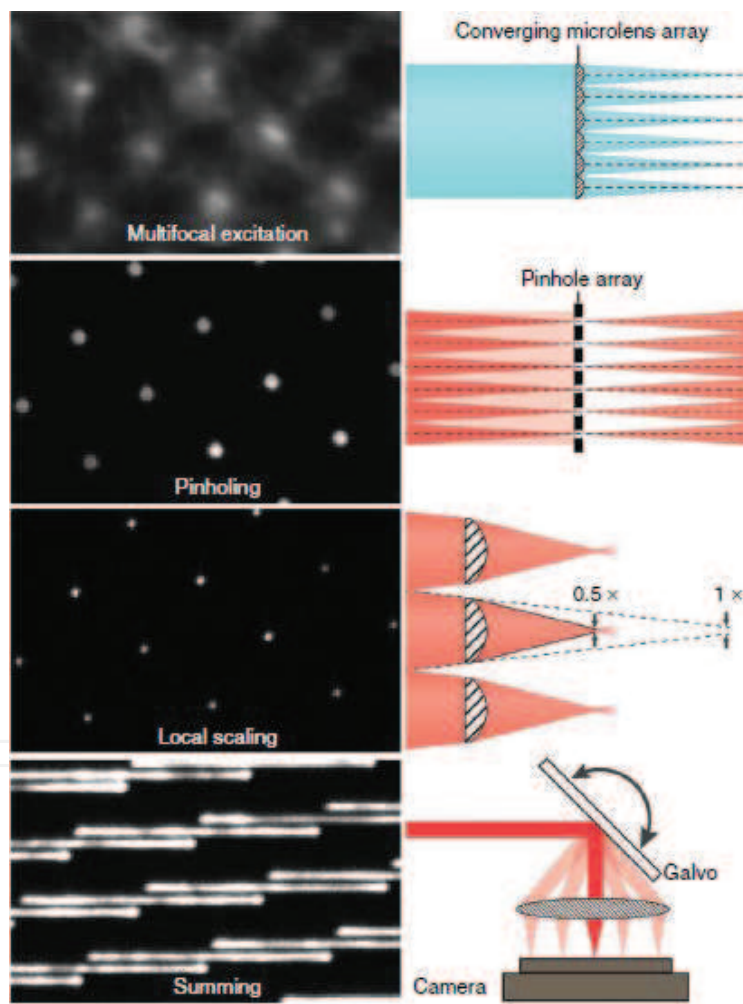 Converging microlens array
Multifocal excitation
Pinhole array
Pinholing
0.5 ×
1 ×
Local scaling
Galvo
Summing
Camera